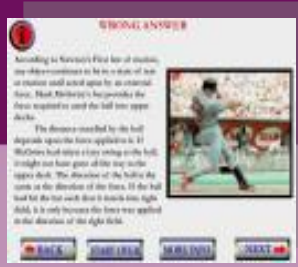 WRONG ANSWER
According to Newton's First law of motion,
any object continues to be in a state of rest
or motion until acted upon by an external
force. Mark McGwire's bat provides the
force required to send the ball into upper
decks.
The distance travelled by the ball
depends upon the force applied to it. If
McGwire had taken a less swing at the ball,
it might not have gone all the way to the
upper deck. The direction of the ball is the
same as the direction of the force. If the ball
had hit the bat such that it travels into right
field, it is only because the force was applied
in the direction of the right field.
BACK
START OVER
MORE INFO
NEXT